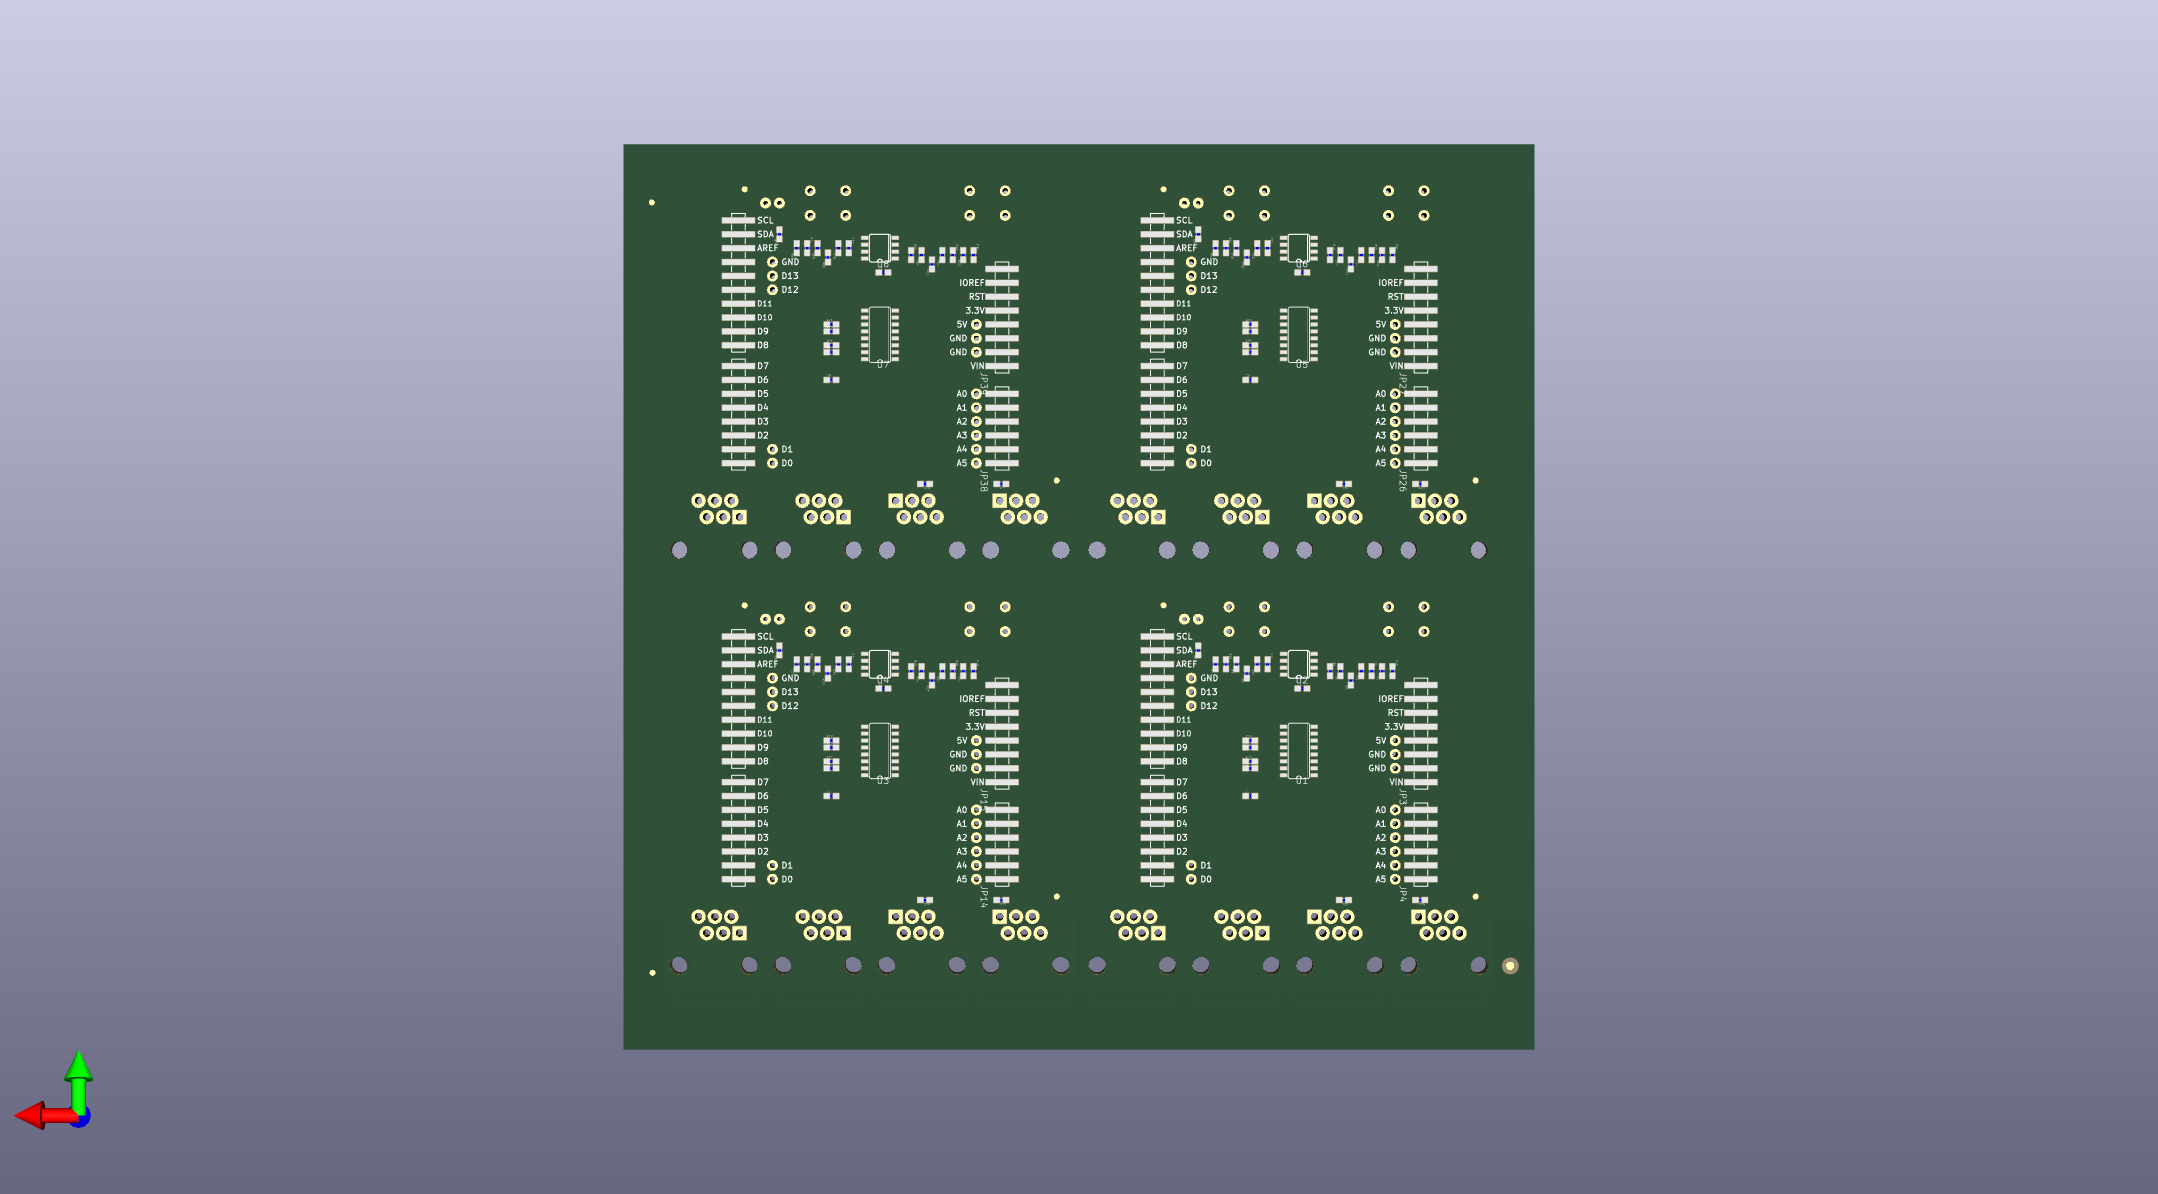 SCL
SDA
AREF
GND
D13
D12
D11
D10
D9
D8
D7
D6
D5
D4
D3
D2
D1
D0
U8
U7
IOREF
RST
3.3V
5V
GND
GND
VIN
A0
A1
A2
A3
A4
A5
JP38
SCL
SDA
AREF
GND
D13
D12
D11
D10
D9
D8
D7
D6
D5
D4
D3
D2
D1
D0
U6
U5
IOREF
RST
3.3V
5V
GND
GND
VIN
A0
A1
A2
A3
A4
A5
JP26
SCL
SDA
AREF
GND
D13
D12
D11
D10
D9
D8
D7
D6
D5
D4
D3
D2
D1
D0
U4
U3
IOREF
RST
3.3V
5V
GND
GND
VIN
A0
A1
A2
A3
A4
A5
JP14
SCL
SDA
AREF
GND
D13
D12
D11
D10
D9
D8
D7
D6
D5
D4
D3
D2
D1
D0
U2
U1
IOREF
RST
3.3V
5V
GND
GND
VIN
JP3
A0
A1
A2
A3
A4
A5
JP4